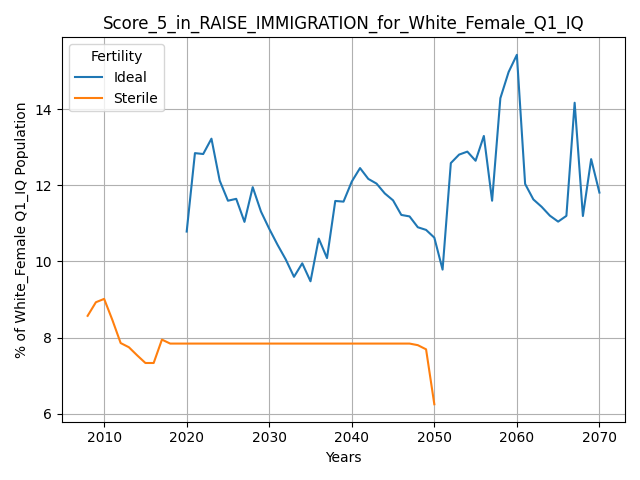 Score_5_in_RAISE_IMMIGRATION_for_White_Female_Q1_IQ
Fertility
Ideal
Sterile
% of White_Female Q1_IQ Population
14
12
10
8
6
2010 2020 2030 2040 2050 2060 2070
Years